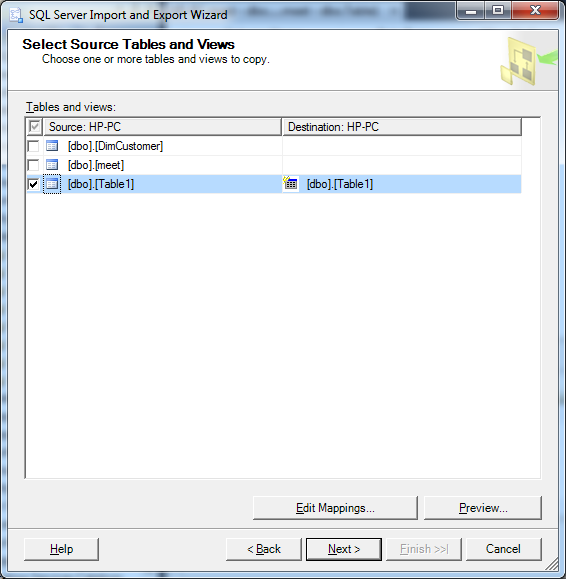 SQL Server Import and Export Wizard
Select Source Tables and Views
Choose one or more tables and views to copy.
Tables and views:
Source: HP-PC Destination: HP-PC
[dbo].[DimCustomer]
[dbo].[meet]
[dbo].[Table1] [dbo].[Table1]
Edit Mappings... Preview...
Help < Back Next > Finish >>| Cancel